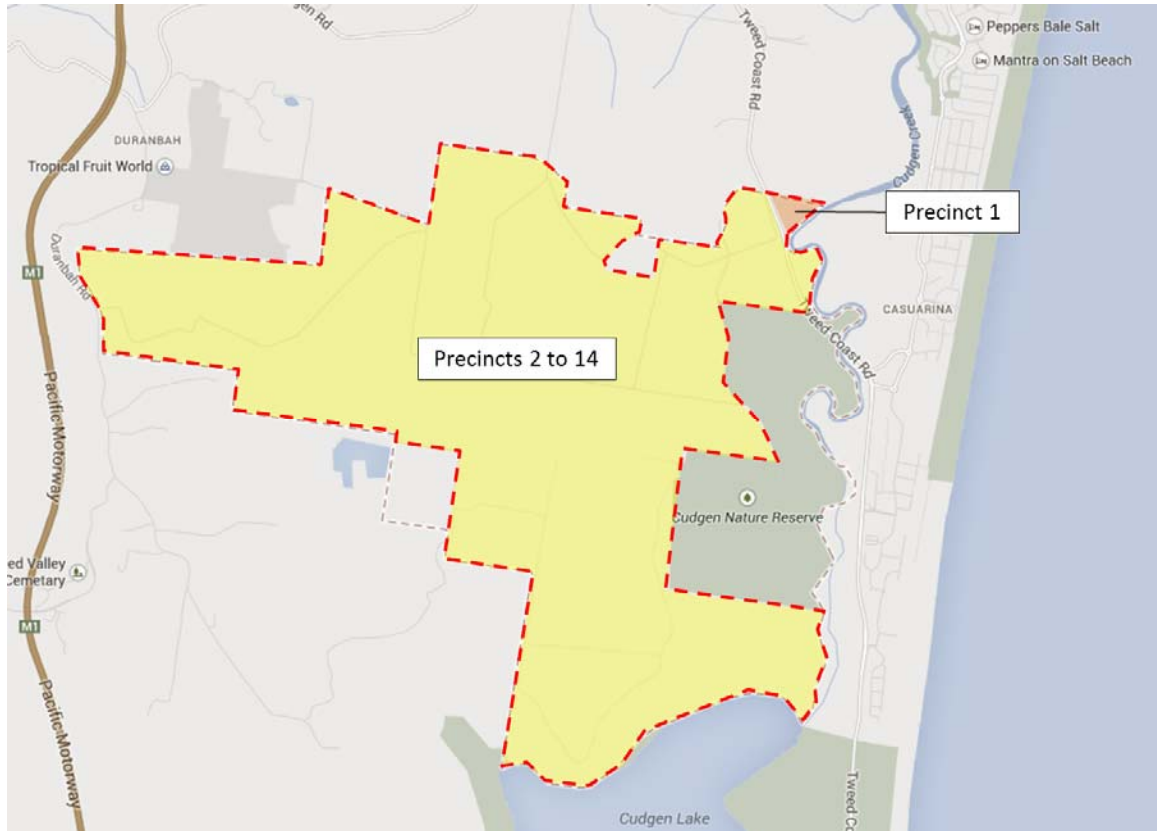 Cudgen Rd
Tweed Coast Rd
Peppers Bale Salt
Mantra on Salt Beach
Cudgen Creek
DURANBAH
Tropical Fruit World
Precinct 1
Duranbah Rd
M1
CASUARINA
Tweed Coast Rd
Precincts 2 to 14
Pacific Motorway
Cudgen Nature Reserve
ed Valley
Cemetary
M1
Pacific Motorway
Tweed Co
Cudgen Lake